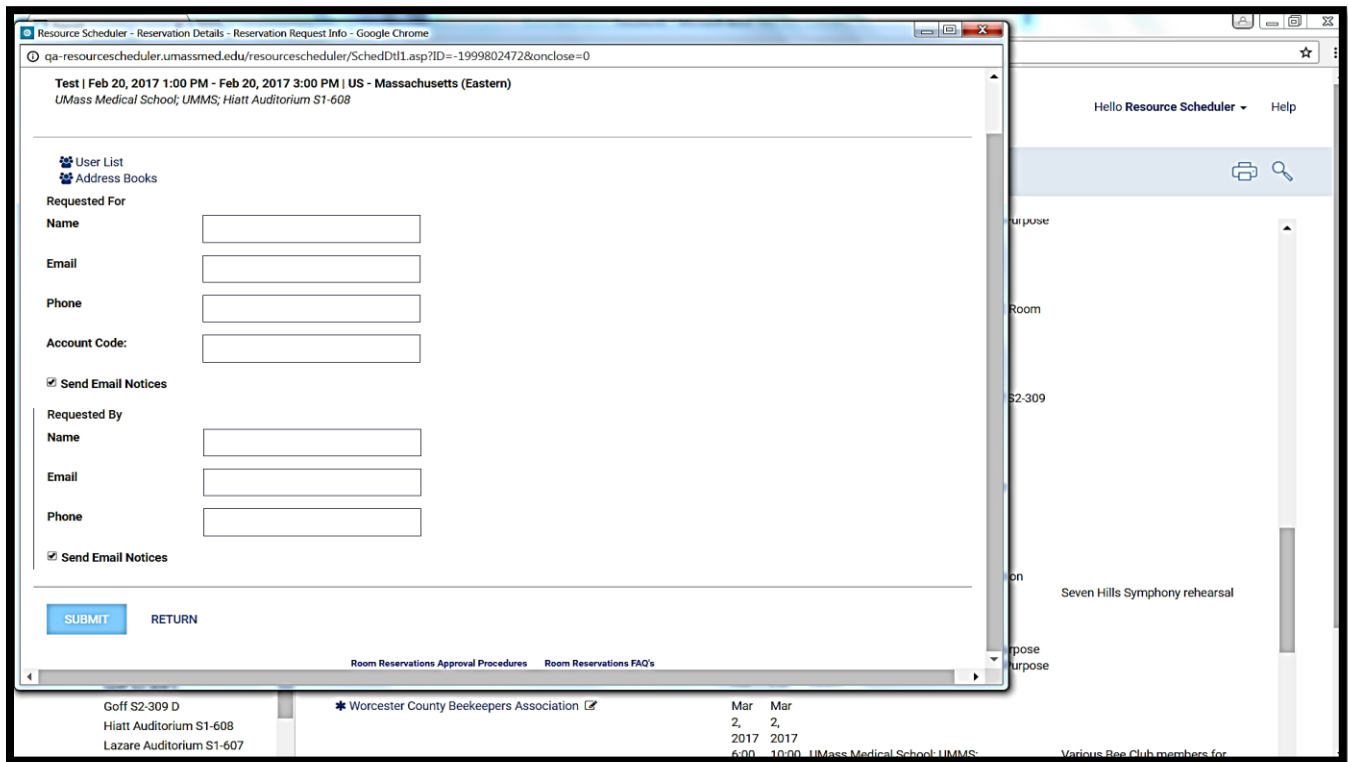 Resource Scheduler - Reservation Details - Reservation Request Info - Google Chrome
qa-resourcescheduler.umassmed.edu/resourcescheduler/SchedDtl1.asp?ID=-1999802472&onclose=0
Test | Feb 20, 2017 1:00 PM - Feb 20, 2017 3:00 PM | US - Massachusetts (Eastern)
UMass Medical School; UMMS; Hiatt Auditorium S1-608
Hello Resource Scheduler
Help
User List
Address Books
Requested For
Name
Email
Phone
Account Code:
Send Email Notices
Requested By
Name
Email
Phone
Send Email Notices
SUBMIT
RETURN
Room Reservations Approval Procedures
Room Reservations FAQ's
urpose
Room
S2-309
on
Seven Hills Symphony rehearsal
rpose
Purpose
Goff S2-309 D
Hiatt Auditorium S1-608
Lazare Auditorium S1-607
✱ Worcester County Beekeepers Association
Mar Mar
2, 2,
2017 2017
6:00 10:00 UMass Medical School; UMMS;
Various Bee Club members for